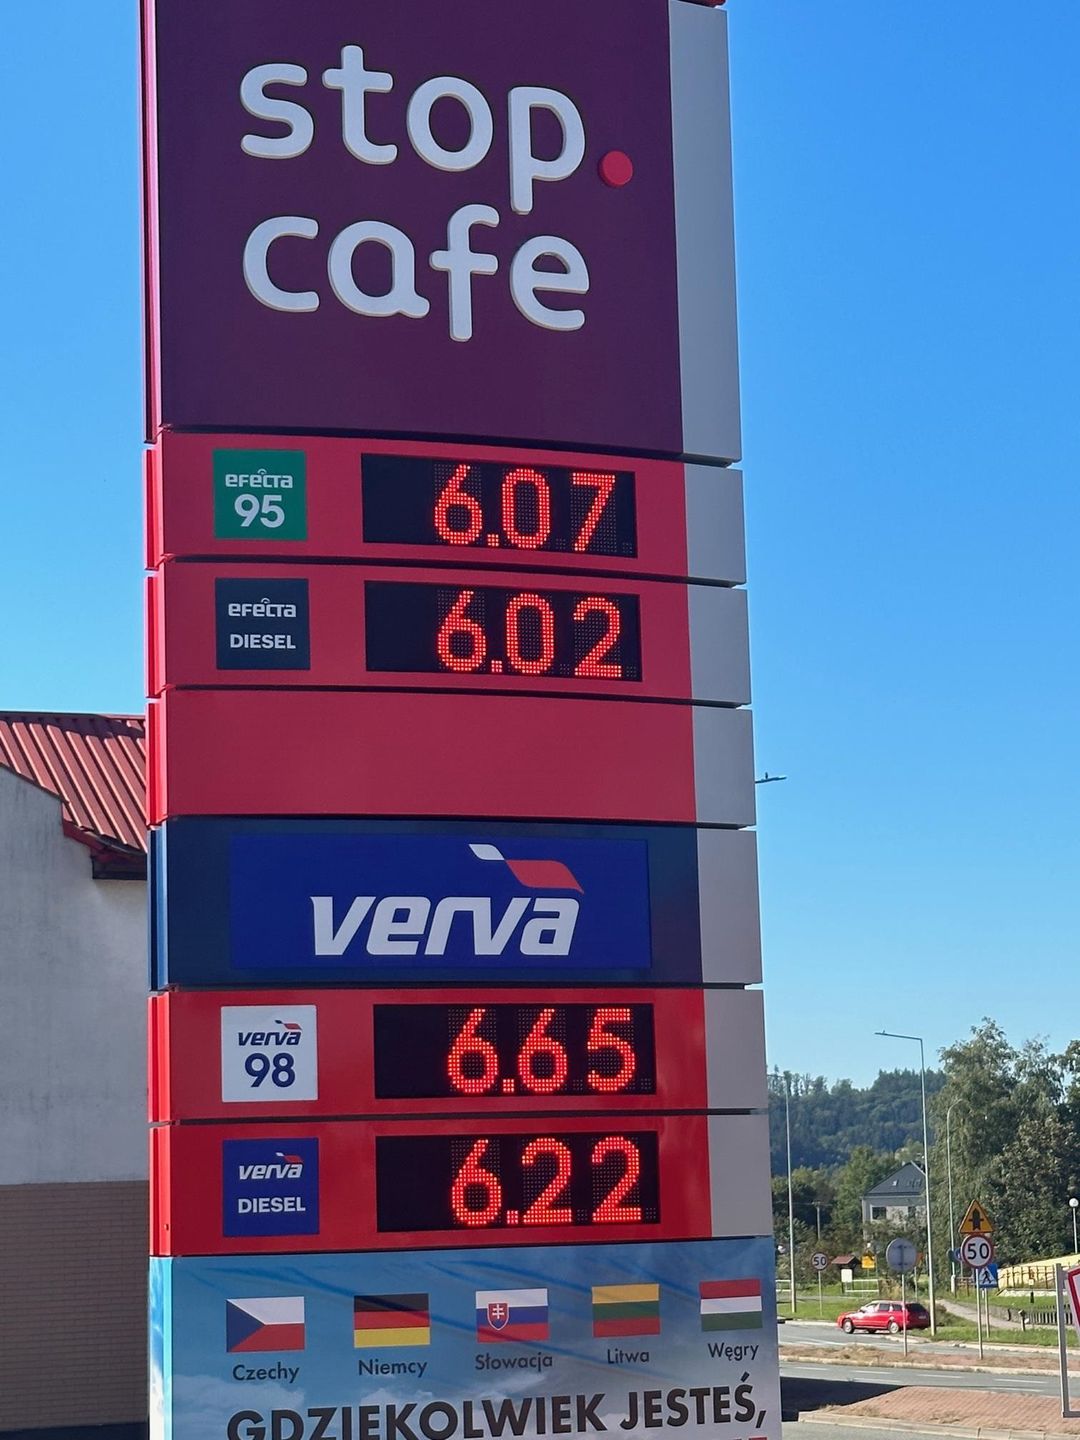 stop.
cafe
efecta
95
6.07
efecta
DIESEL
6.02
verva
verva
98
6.65
verva
DIESEL
6.22
Czechy
Niemcy
Słowacja
Litwa
Węgry
GDZIEKOLWIEK JESTEŚ,
50
50